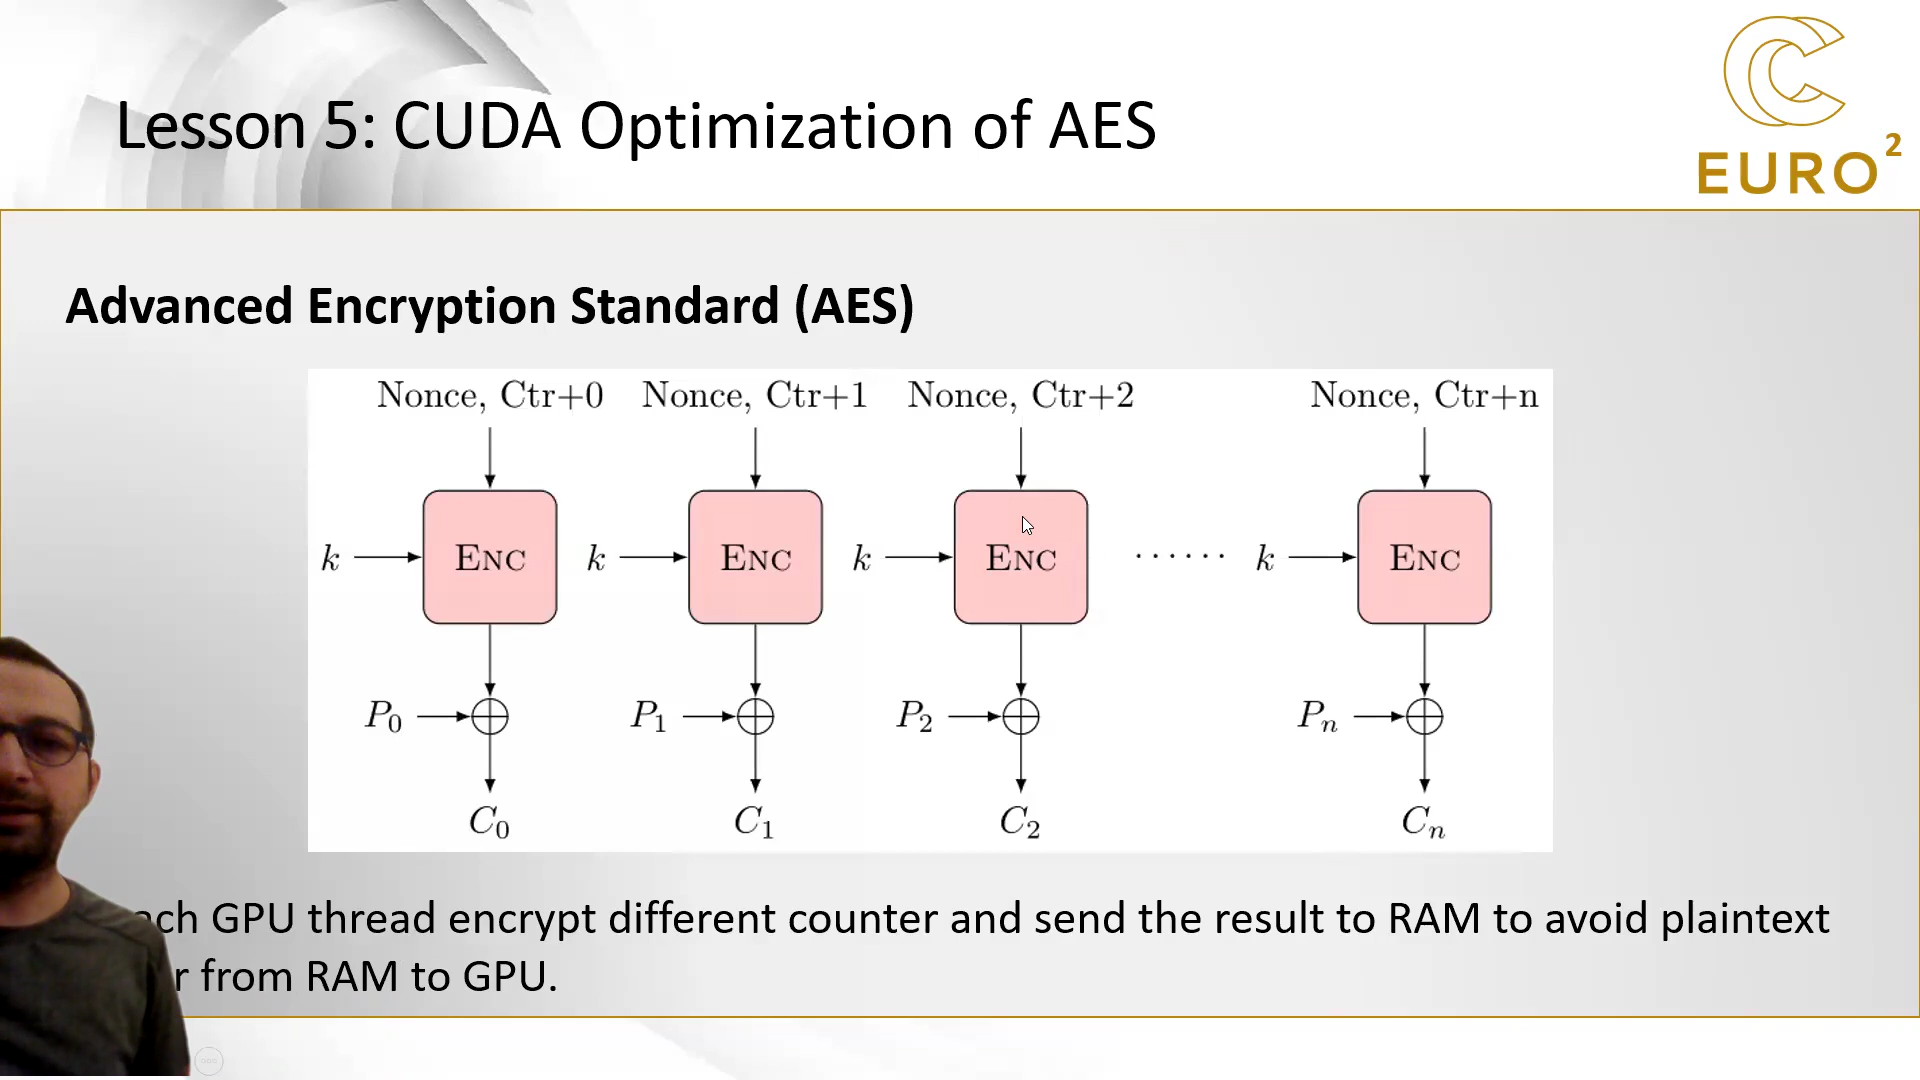 Lesson 5: CUDA Optimization of AES
EURO²
Advanced Encryption Standard (AES)
Nonce, Ctr+0 Nonce, Ctr+1 Nonce, Ctr+2 Nonce, Ctr+n
k ENC k ENC k ENC ...... k ENC
P₀ P₁ P₂ Pₙ
C₀ C₁ C₂ Cₙ
GPU thread encrypt different counter and send the result to RAM to avoid plaintext
from RAM to GPU.